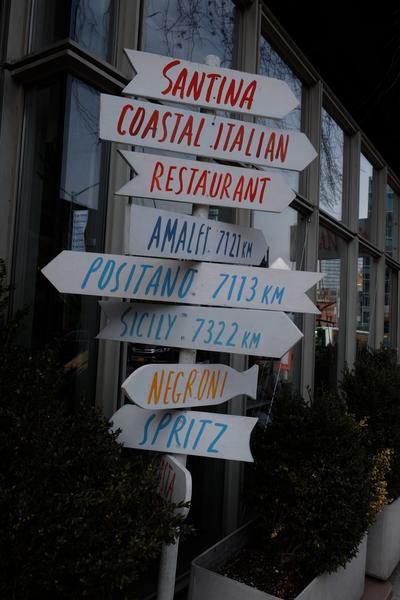 SANTINA
COASTAL ITALIAN
RESTAURANT
AMALFI 7121 KM
POSITANO 7113 KM
SICILY 7322 KM
NEGRONI
SPRITZ